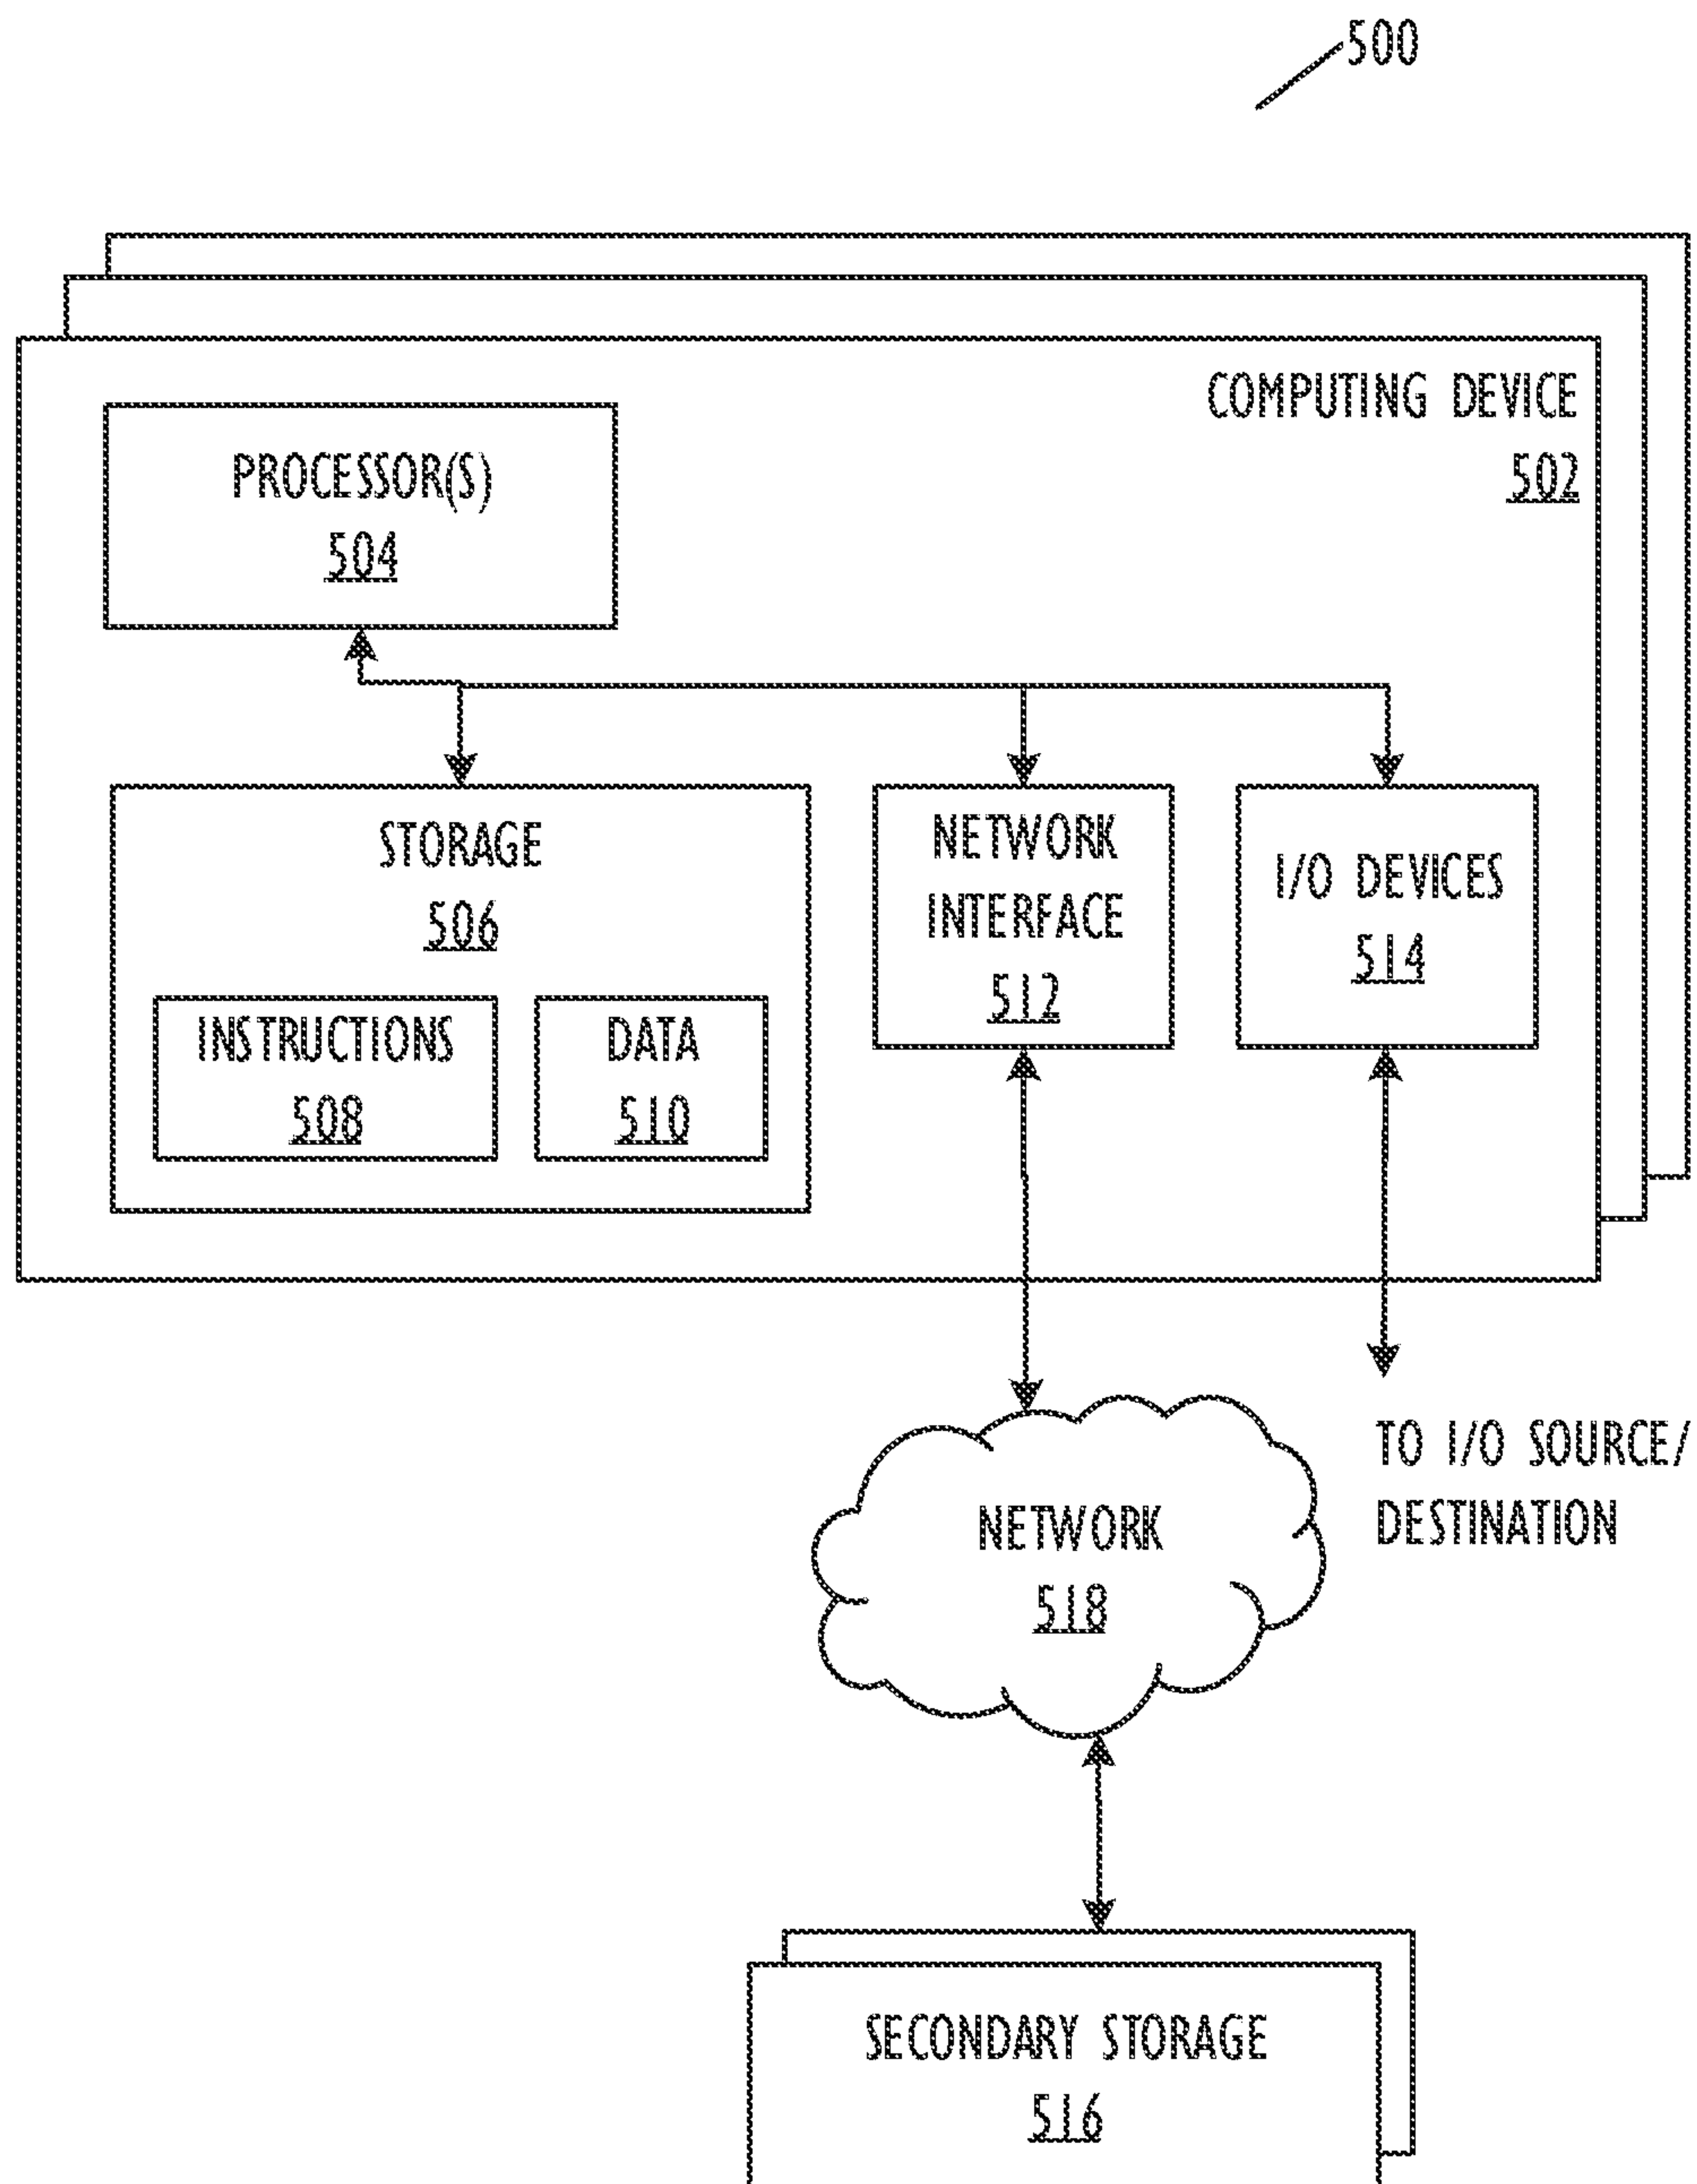 500
COMPUTING DEVICE
502
PROCESSOR(S)
504
STORAGE
506
INSTRUCTIONS
508
DATA
510
NETWORK
INTERFACE
512
I/O DEVICES
514
TO I/O SOURCE/
DESTINATION
NETWORK
518
SECONDARY STORAGE
516